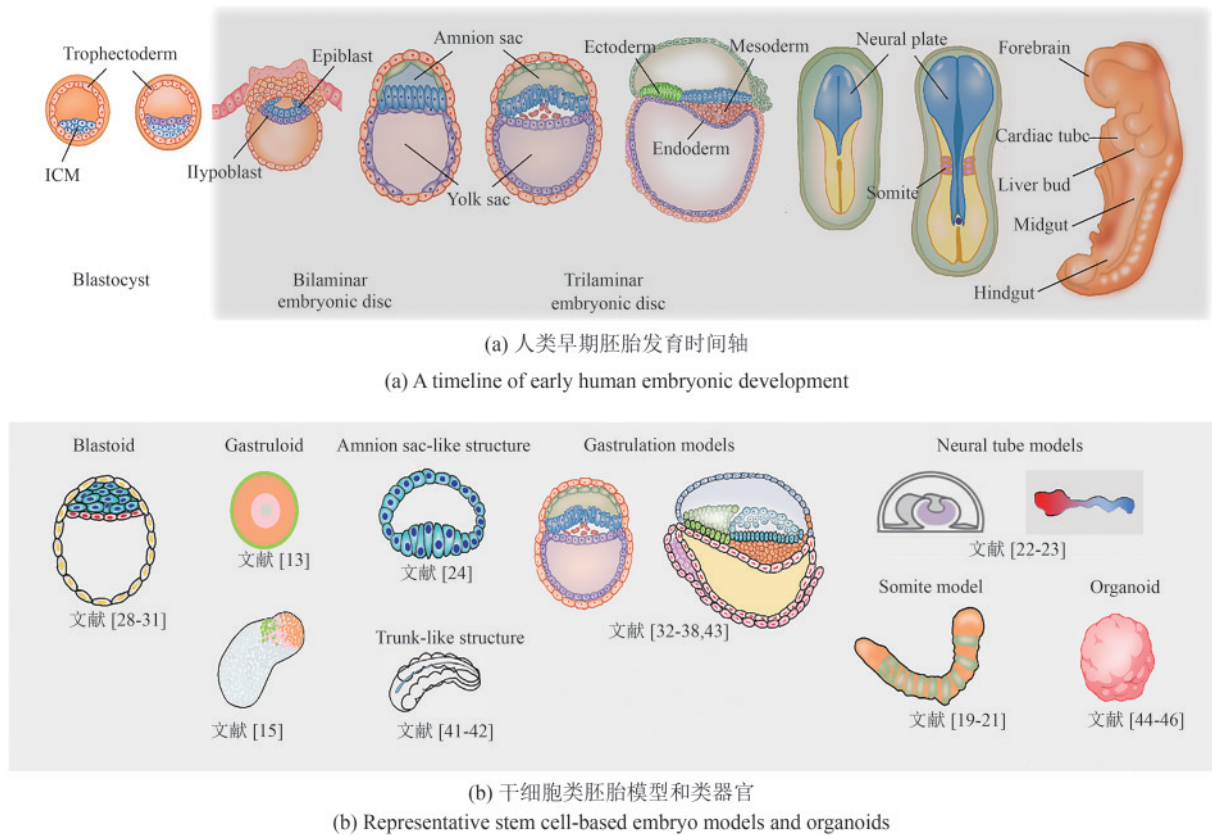 Trophectoderm
ICM
Blastocyst
Epiblast
IIypoblast
Bilaminar
embryonic disc
Amnion sac
Yolk sac
Trilaminar
embryonic disc
Ectoderm
Mesoderm
Endoderm
Neural plate
Somite
Forebrain
Cardiac tubc
Liver bud
Midgut
Hindgut
(a) 人类早期胚胎发育时间轴
(a) A timeline of early human embryonic development
Blastoid
文献 [28-31]
Gastruloid
文献 [13]
文献 [15]
Amnion sac-like structure
文献 [24]
Trunk-like structure
文献 [41-42]
Gastrulation models
文献 [32-38,43]
Neural tube models
文献 [22-23]
Somite model
文献 [19-21]
Organoid
文献 [44-46]
(b) 干细胞类胚胎模型和类器官
(b) Representative stem cell-based embryo models and organoids